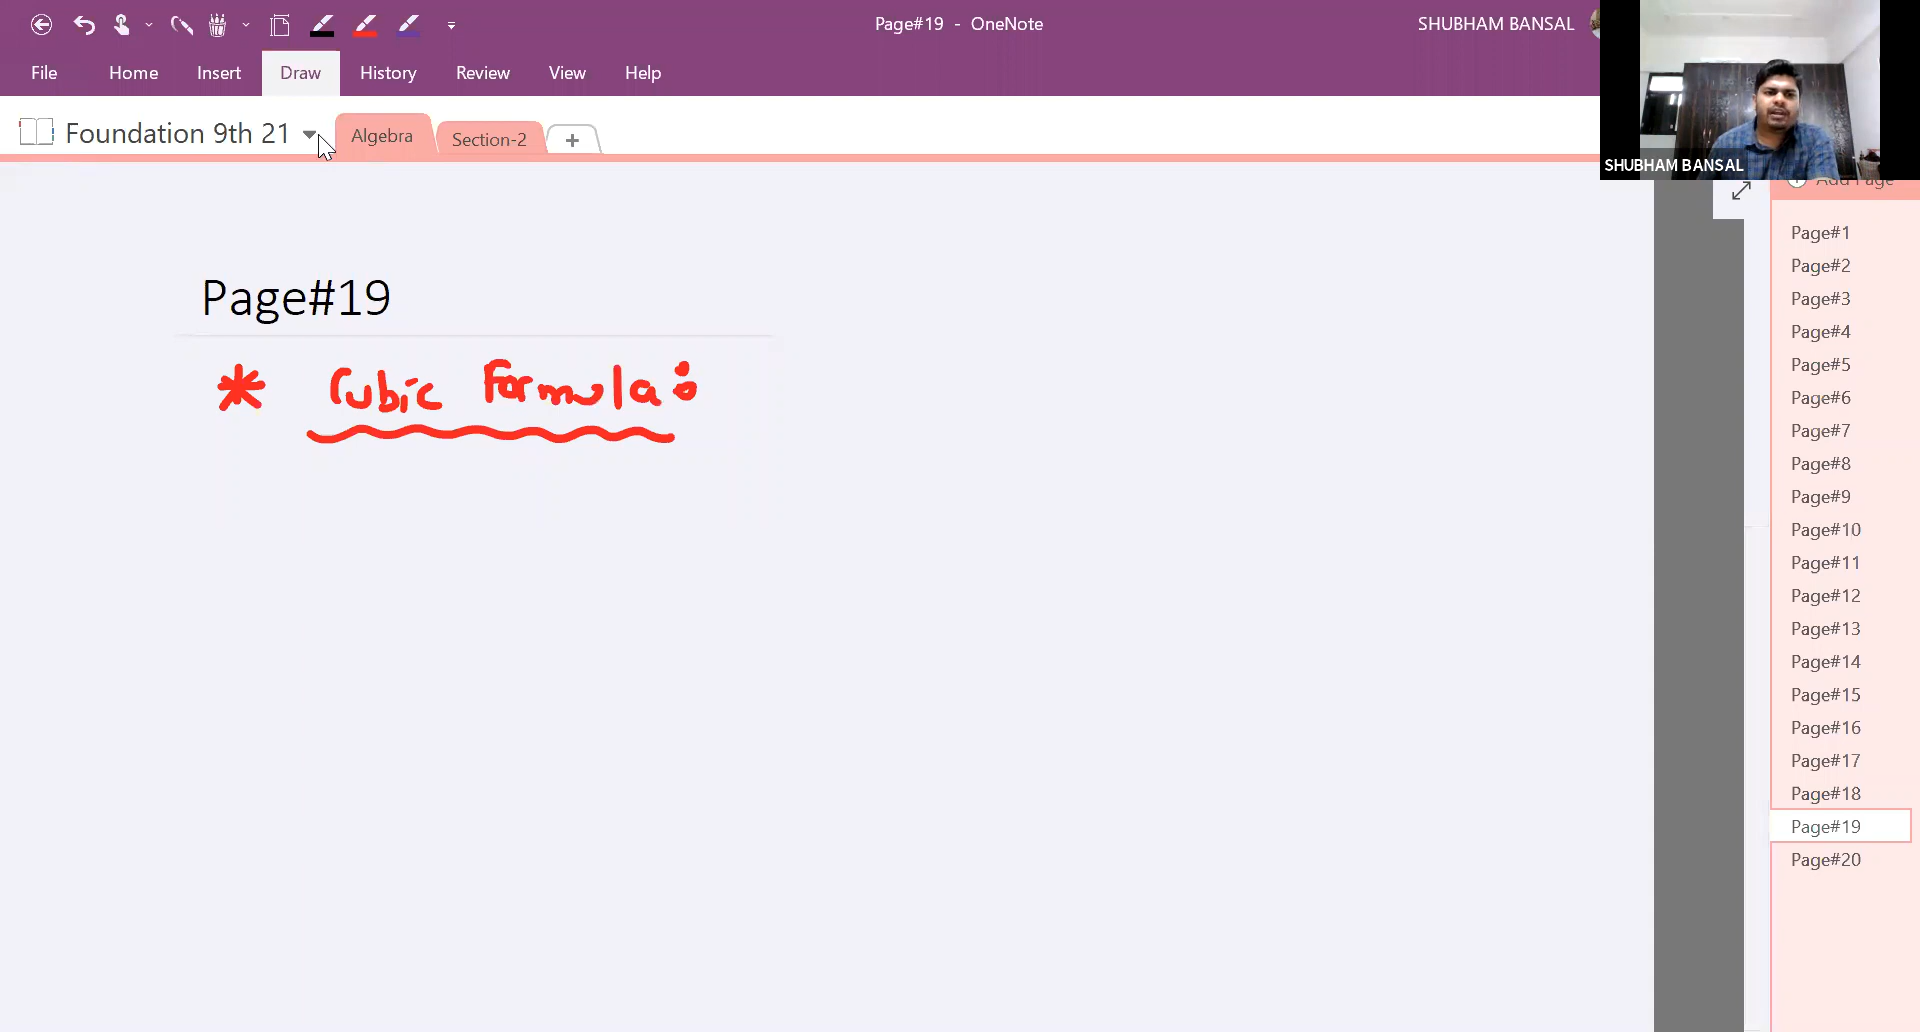 Page#19 - OneNote
SHUBHAM BANSAL
File Home Insert Draw History Review View Help
SHUBHAM BANSAL
Foundation 9th 21
Algebra
Section-2
+
Add Page
Page#19
* Cubic Formula:
Page#1
Page#2
Page#3
Page#4
Page#5
Page#6
Page#7
Page#8
Page#9
Page#10
Page#11
Page#12
Page#13
Page#14
Page#15
Page#16
Page#17
Page#18
Page#19
Page#20